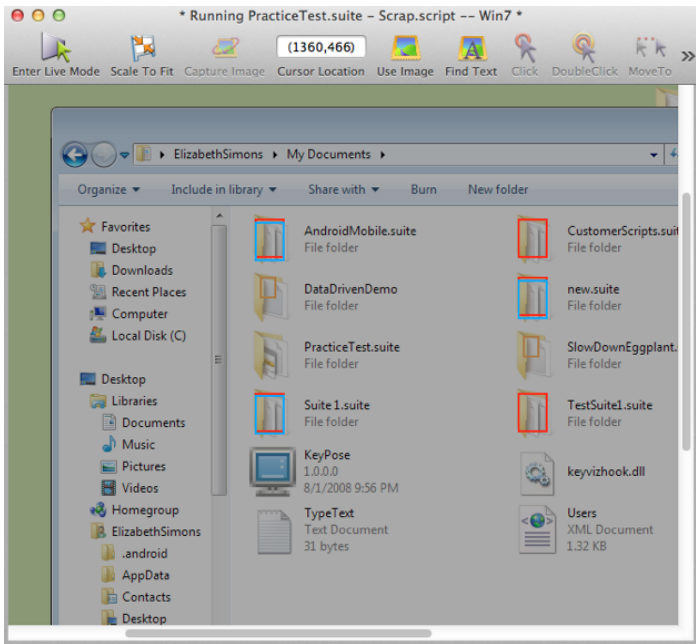 * Running PracticeTest.suite – Scrap.script -- Win7 *
(1360,466)
Enter Live Mode Scale To Fit Capture Image Cursor Location Use Image Find Text Click DoubleClick MoveTo »
ElizabethSimons My Documents
Organize Include in library Share with Burn New folder
Favorites
Desktop
Downloads
Recent Places
Computer
Local Disk (C)
Desktop
Libraries
Documents
Music
Pictures
Videos
Homegroup
ElizabethSimons
.android
AppData
Contacts
Desktop
AndroidMobile.suite
File folder
CustomerScripts.suit
File folder
DataDrivenDemo
File folder
new.suite
File folder
PracticeTest.suite
File folder
SlowDownEggplant.
File folder
Suite1.suite
File folder
TestSuite1.suite
File folder
KeyPose
1.0.0.0
8/1/2008 9:56 PM
keyvizhook.dll
TypeText
Text Document
31 bytes
Users
XML Document
1.32 KB